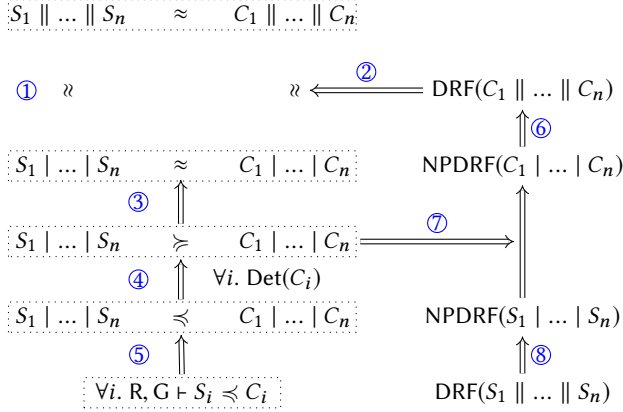 S₁ ∥ ... ∥ Sₙ ≈ C₁ ∥ ... ∥ Cₙ
① ≈ ≈ ② DRF(C₁ ∥ ... ∥ Cₙ)
⑥
S₁ | ... | Sₙ ≈ C₁ | ... | Cₙ NPDRF(C₁ | ... | Cₙ)
③
S₁ | ... | Sₙ ≽ C₁ | ... | Cₙ ⑦
④ ∀i. Det(Cᵢ)
S₁ | ... | Sₙ ≼ C₁ | ... | Cₙ NPDRF(S₁ | ... | Sₙ)
⑤ ⑧
∀i. R, G ⊢ Sᵢ ≼ Cᵢ DRF(S₁ ∥ ... ∥ Sₙ)